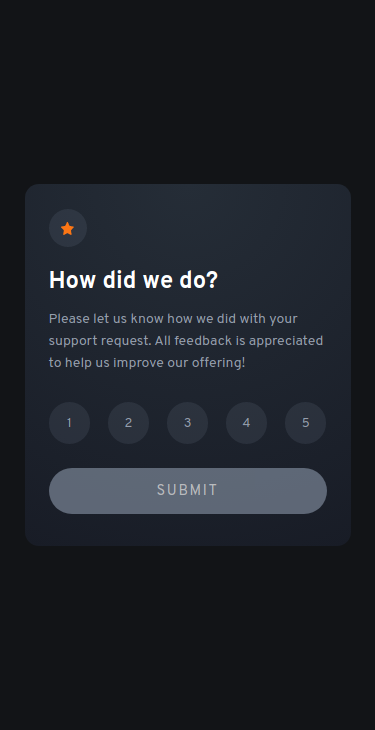 How did we do?
Please let us know how we did with your
support request. All feedback is appreciated
to help us improve our offering!
1 2 3 4 5
SUBMIT